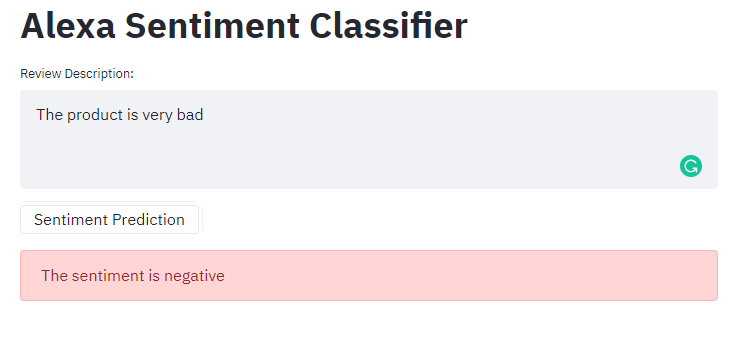 Alexa Sentiment Classifier
Review Description:
The product is very bad
Sentiment Prediction
The sentiment is negative